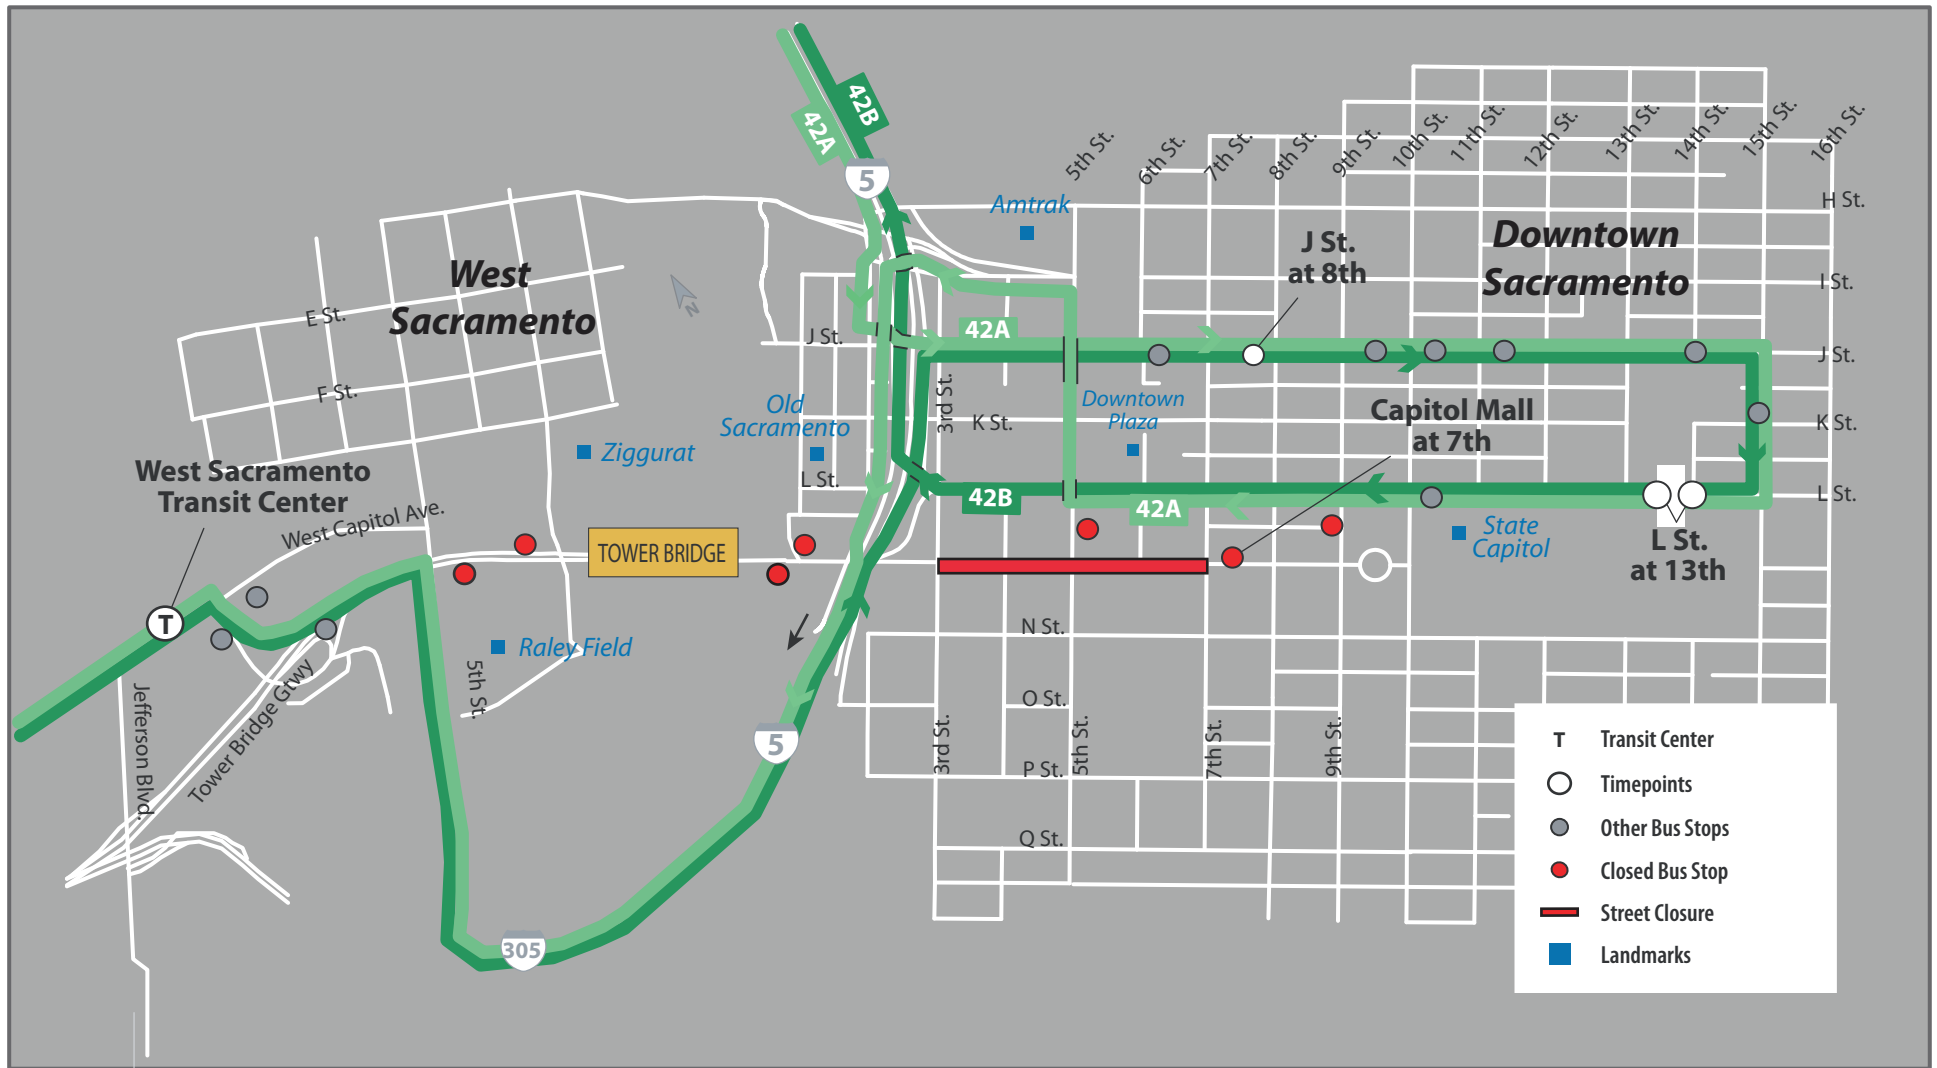 42B
42A
5
5th St.
6th St.
7th St.
8th St.
9th St.
10th St.
11th St.
12th St.
13th St.
14th St.
15th St.
16th St.
Amtrak
H St.
J St.
at 8th
Downtown
Sacramento
West
Sacramento
N
I St.
E St.
F St.
J St.
42A
J St.
Old
Sacramento
3rd St.
K St.
Downtown
Plaza
Capitol Mall
at 7th
K St.
Ziggurat
West Sacramento
Transit Center
L St.
42B
42A
L St.
West Capitol Ave.
TOWER BRIDGE
State
Capitol
L St.
at 13th
T
Raley Field
N St.
Jefferson Blvd.
Tower Bridge Gtwy
5th St.
O St.
5
3rd St.
5th St.
7th St.
9th St.
P St.
Q St.
305
T Transit Center
Timepoints
Other Bus Stops
Closed Bus Stop
Street Closure
Landmarks